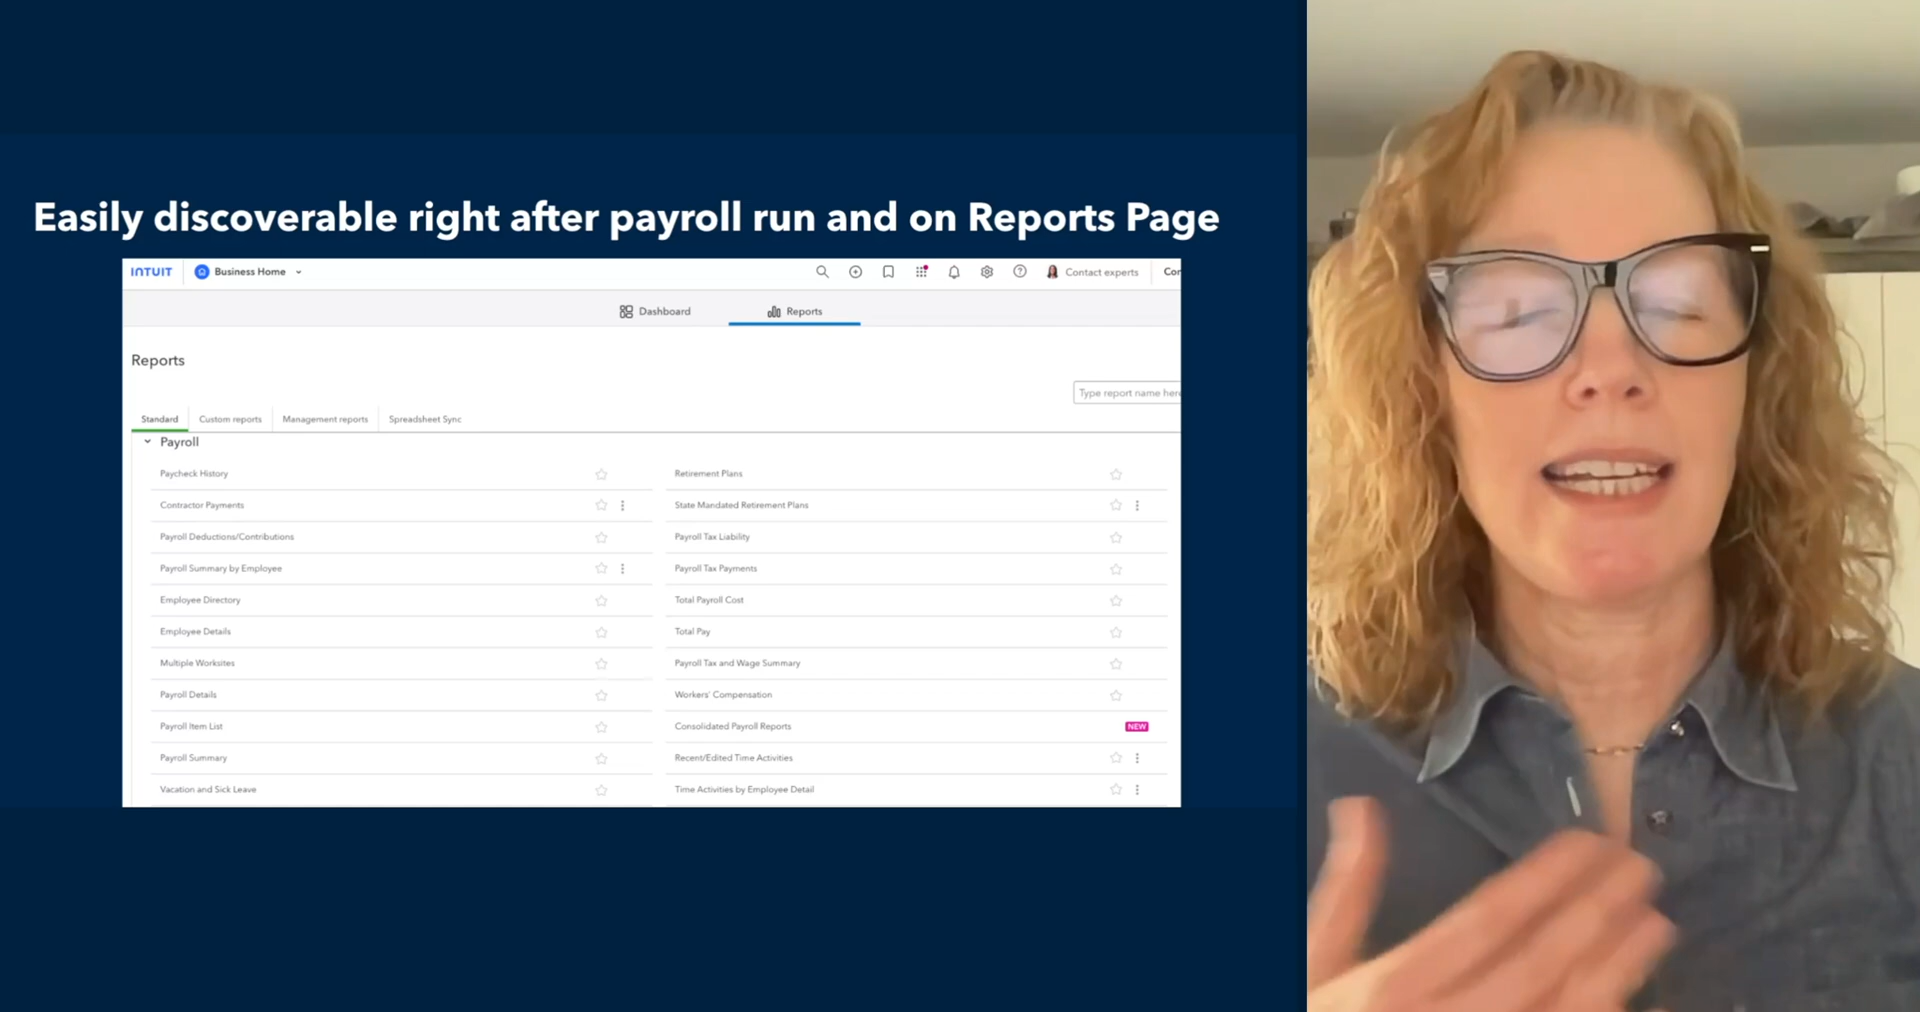 Easily discoverable right after payroll run and on Reports Page
INTUIT Business Home Contact experts
Dashboard Reports
Reports
Type report name here
Standard Custom reports Management reports Spreadsheet Sync
Payroll
Paycheck History
Contractor Payments
Payroll Deductions/Contributions
Payroll Summary by Employee
Employee Directory
Employee Details
Multiple Worksites
Payroll Details
Payroll Item List
Payroll Summary
Vacation and Sick Leave
Retirement Plans
State Mandated Retirement Plans
Payroll Tax Liability
Payroll Tax Payments
Total Payroll Cost
Total Pay
Payroll Tax and Wage Summary
Workers' Compensation
Consolidated Payroll Reports NEW
Recent/Edited Time Activities
Time Activities by Employee Detail